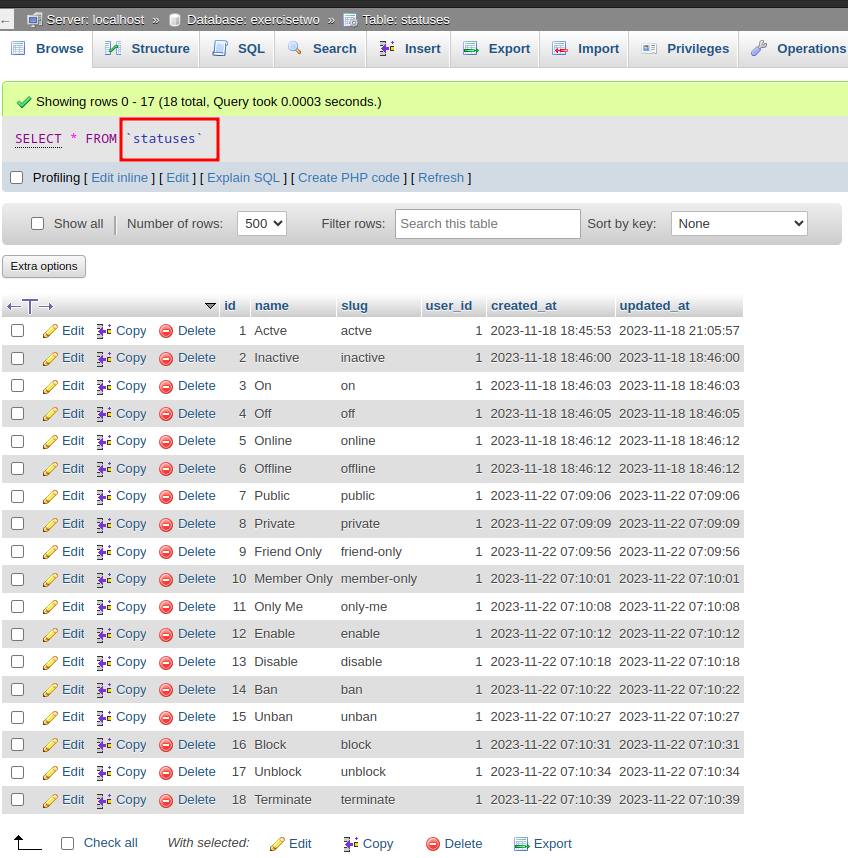 Server: localhost » Database: exercisetwo » Table: statuses
Browse Structure SQL Search Insert Export Import Privileges Operations
Showing rows 0 - 17 (18 total, Query took 0.0003 seconds.)
SELECT * FROM `statuses`
Profiling [ Edit inline ] [ Edit ] [ Explain SQL ] [ Create PHP code ] [ Refresh ]
Show all Number of rows: 500 Filter rows: Search this table Sort by key: None
Extra options
←T→ id name slug user_id created_at updated_at
Edit Copy Delete 1 Actve actve 1 2023-11-18 18:45:53 2023-11-18 21:05:57
Edit Copy Delete 2 Inactive inactive 1 2023-11-18 18:46:00 2023-11-18 18:46:00
Edit Copy Delete 3 On on 1 2023-11-18 18:46:03 2023-11-18 18:46:03
Edit Copy Delete 4 Off off 1 2023-11-18 18:46:05 2023-11-18 18:46:05
Edit Copy Delete 5 Online online 1 2023-11-18 18:46:12 2023-11-18 18:46:12
Edit Copy Delete 6 Offline offline 1 2023-11-18 18:46:12 2023-11-18 18:46:12
Edit Copy Delete 7 Public public 1 2023-11-22 07:09:06 2023-11-22 07:09:06
Edit Copy Delete 8 Private private 1 2023-11-22 07:09:09 2023-11-22 07:09:09
Edit Copy Delete 9 Friend Only friend-only 1 2023-11-22 07:09:56 2023-11-22 07:09:56
Edit Copy Delete 10 Member Only member-only 1 2023-11-22 07:10:01 2023-11-22 07:10:01
Edit Copy Delete 11 Only Me only-me 1 2023-11-22 07:10:08 2023-11-22 07:10:08
Edit Copy Delete 12 Enable enable 1 2023-11-22 07:10:12 2023-11-22 07:10:12
Edit Copy Delete 13 Disable disable 1 2023-11-22 07:10:18 2023-11-22 07:10:18
Edit Copy Delete 14 Ban ban 1 2023-11-22 07:10:22 2023-11-22 07:10:22
Edit Copy Delete 15 Unban unban 1 2023-11-22 07:10:27 2023-11-22 07:10:27
Edit Copy Delete 16 Block block 1 2023-11-22 07:10:31 2023-11-22 07:10:31
Edit Copy Delete 17 Unblock unblock 1 2023-11-22 07:10:34 2023-11-22 07:10:34
Edit Copy Delete 18 Terminate terminate 1 2023-11-22 07:10:39 2023-11-22 07:10:39
Check all With selected: Edit Copy Delete Export